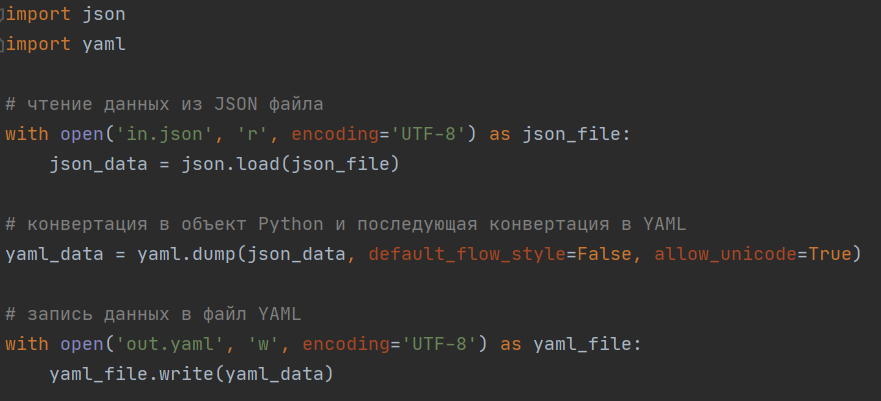 import json
import yaml
# чтение данных из JSON файла
with open('in.json', 'r', encoding='UTF-8') as json_file:
    json_data = json.load(json_file)
# конвертация в объект Python и последующая конвертация в YAML
yaml_data = yaml.dump(json_data, default_flow_style=False, allow_unicode=True)
# запись данных в файл YAML
with open('out.yaml', 'w', encoding='UTF-8') as yaml_file:
    yaml_file.write(yaml_data)